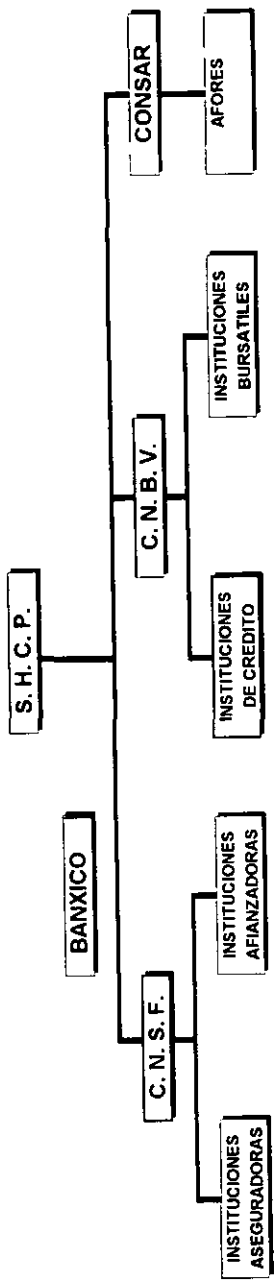 S. H. C. P.
BANXICO
C. N. S. F.
C. N. B. V.
CONSAR
INSTITUCIONES
ASEGURADORAS
INSTITUCIONES
AFIANZADORAS
INSTITUCIONES
DE CREDITO
INSTITUCIONES
BURSATILES
AFORES